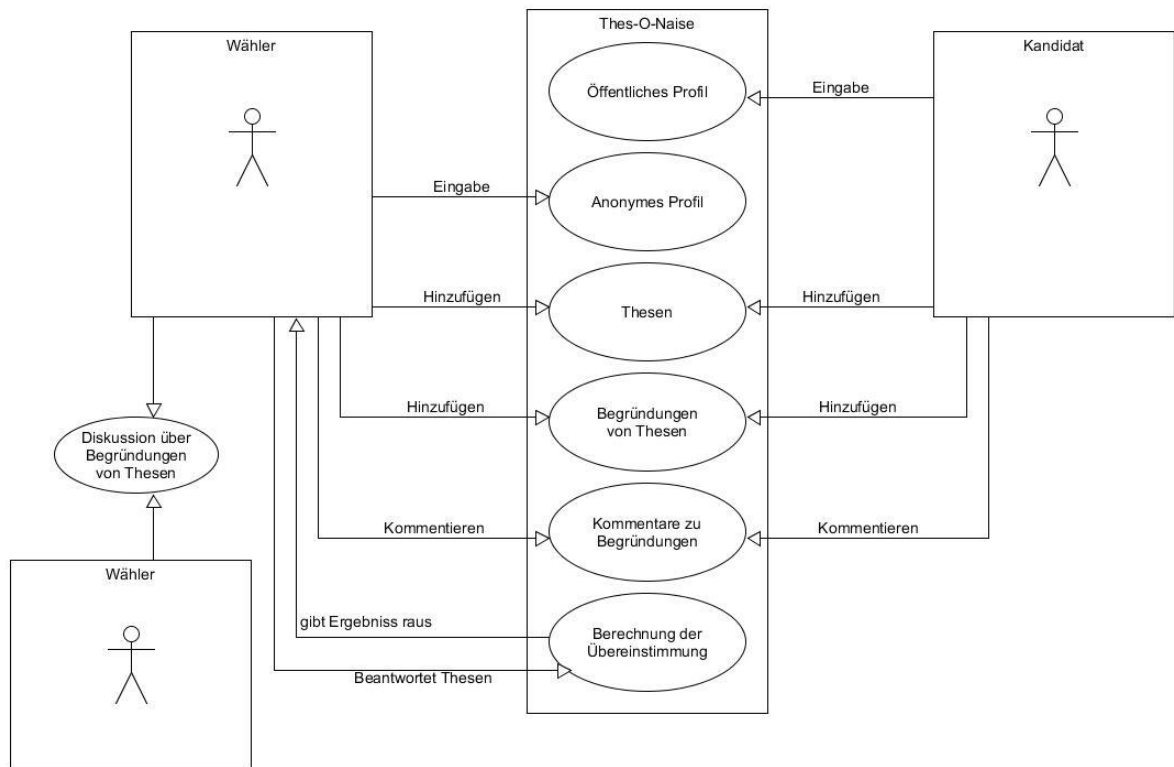 Thes-O-Naise
Wähler
Kandidat
Öffentliches Profil
Eingabe
Eingabe
Anonymes Profil
Hinzufügen
Thesen
Hinzufügen
Hinzufügen
Begründungen
von Thesen
Hinzufügen
Diskussion über
Begründungen
von Thesen
Kommentieren
Kommentare zu
Begründungen
Kommentieren
Wähler
gibt Ergebniss raus
Berechnung der
Übereinstimmung
Beantwortet Thesen